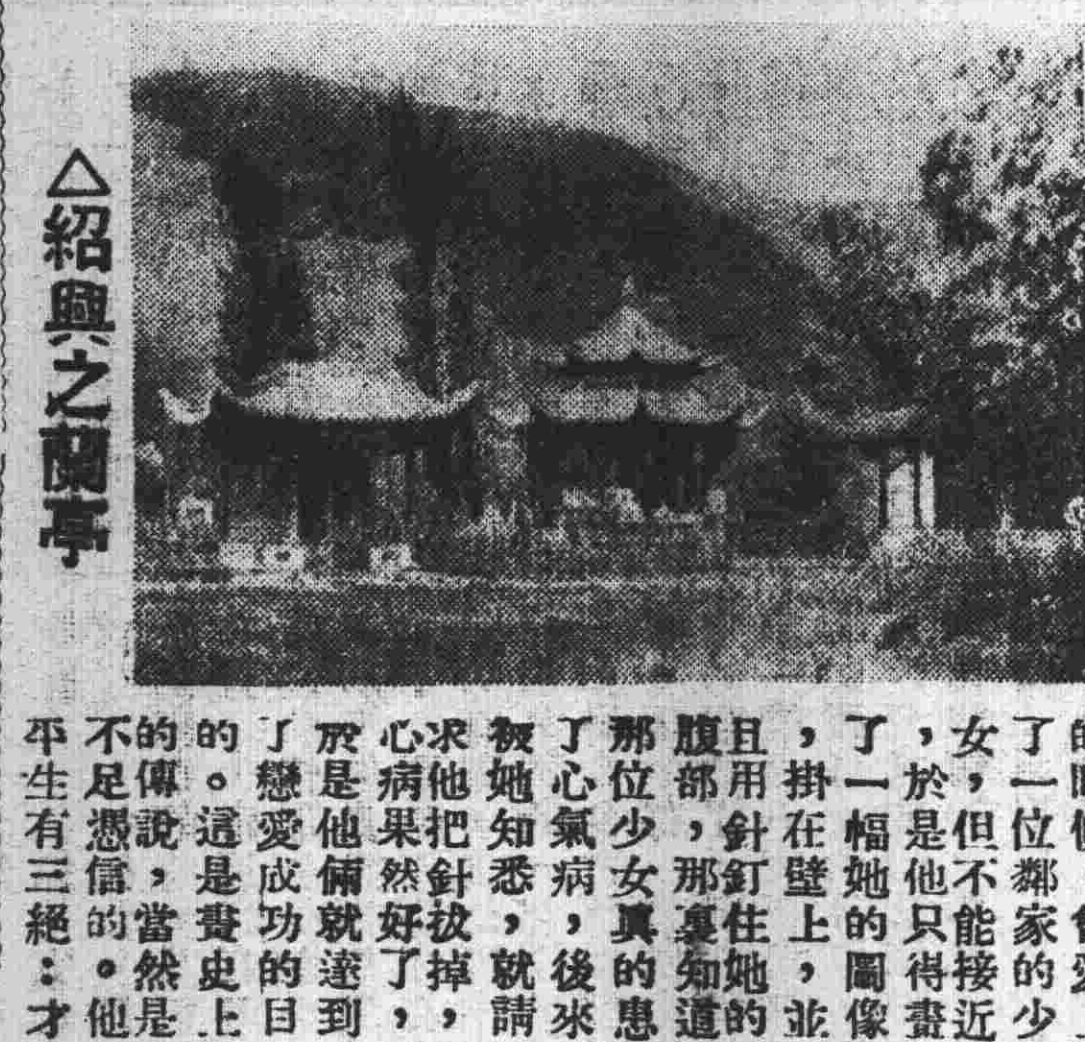 △紹興之蘭亭
了一位鄰家的少
女，但不能接近
，於是他只得畫
了一幅她的圖像
，掛在壁上，並
且用針釘住她的
腹部，那裏知道
那位少女真的患
了心氣病，後來
被她知悉，就請
求他把針拔掉，
心病果然好了，
於是他倆就達到
了戀愛成功的目
的。這是畫史上
的傳說，當然是
不足憑信的。他
平生有三絕：才